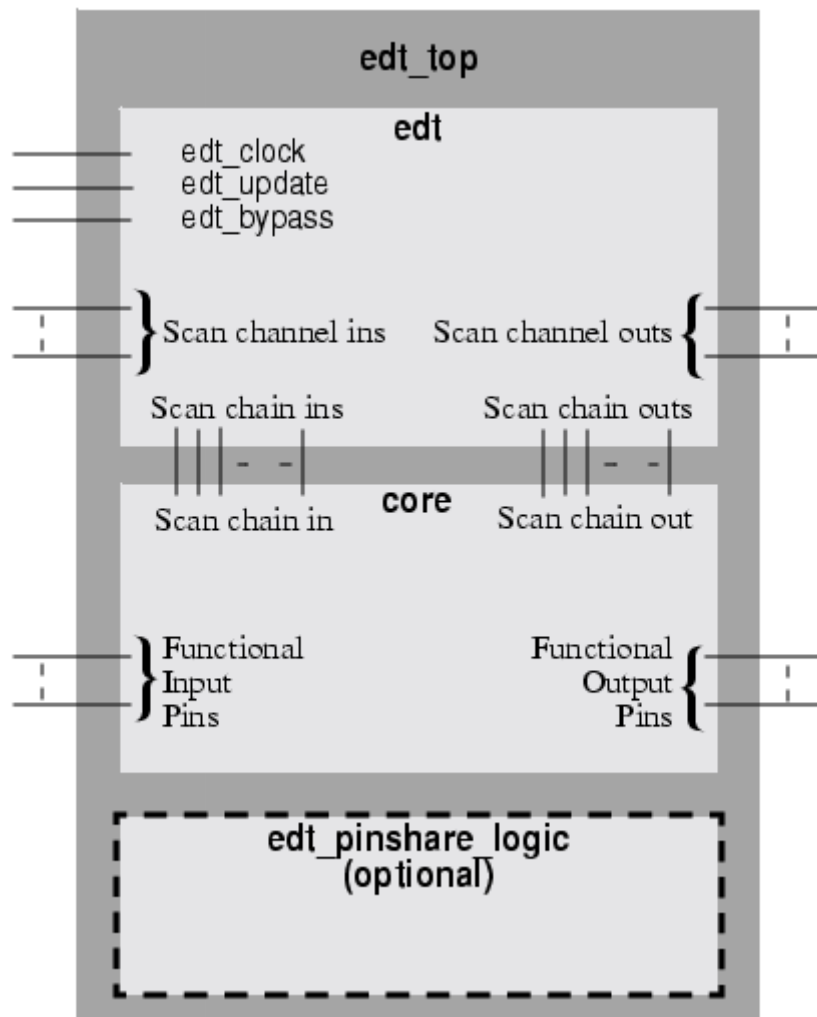 edt_top
edt
edt_clock
edt_update
edt_bypass
Scan channel ins
Scan channel outs
Scan chain ins
Scan chain outs
core
Scan chain in
Scan chain out
Functional
Input
Pins
Functional
Output
Pins
edt_pinshare_logic
(optional)